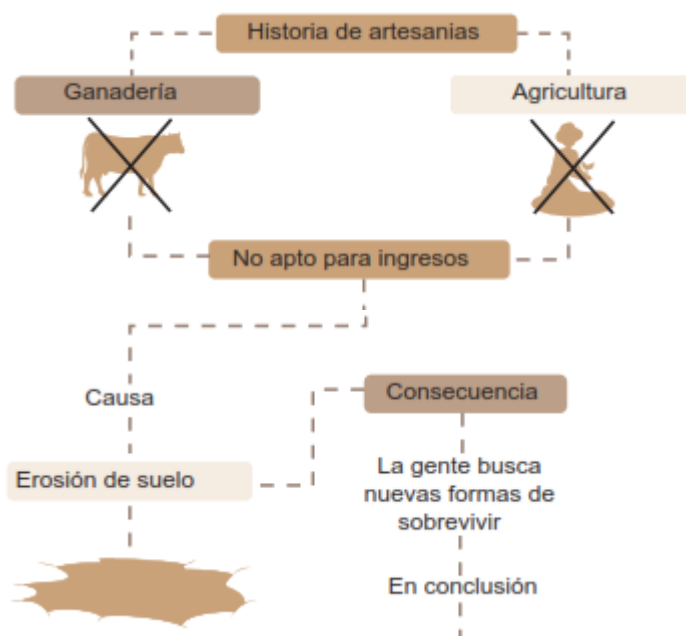 Historia de artesanias
Ganadería
Agricultura
No apto para ingresos
Causa
Consecuencia
Erosión de suelo
La gente busca
nuevas formas de
sobrevivir
En conclusión